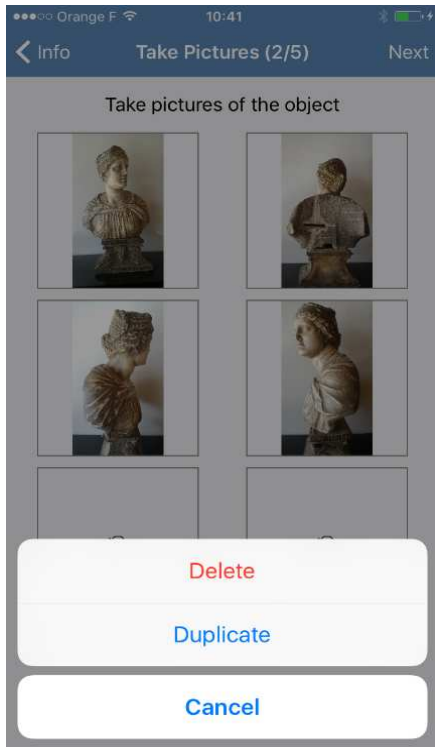 Orange F 10:41
Info Take Pictures (2/5) Next
Take pictures of the object
Delete
Duplicate
Cancel